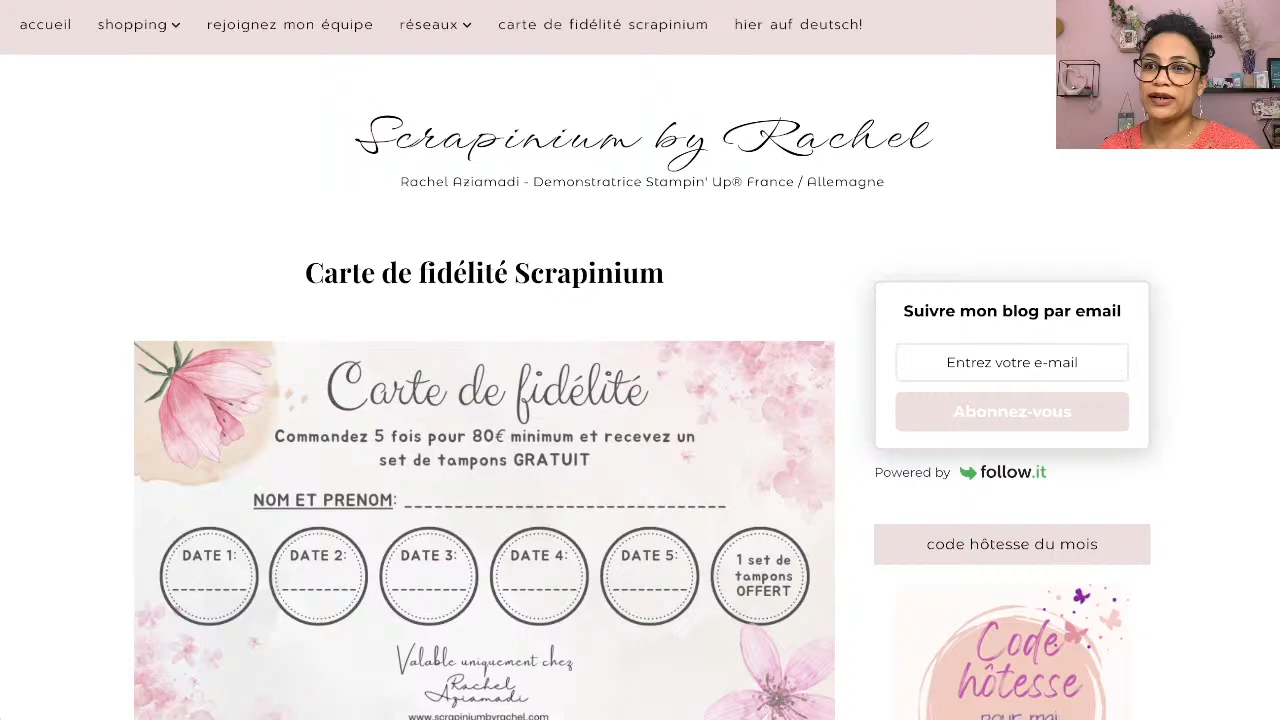 accueil
shopping
rejoignez mon équipe
réseaux
carte de fidélité scrapinium
hier auf deutsch!
Scrapinium by Rachel
Rachel Aziamadi - Demonstratrice Stampin' Up® France / Allemagne
Carte de fidélité Scrapinium
Carte de fidélité
Commandez 5 fois pour 80€ minimum et recevez un
set de tampons GRATUIT
NOM ET PRENOM:
DATE 1:
DATE 2:
DATE 3:
DATE 4:
DATE 5:
1 set de
tampons
OFFERT
Valable uniquement chez
Rachel
Aziamadi
www.scrapiniumbyrachel.com
Suivre mon blog par email
Entrez votre e-mail
Abonnez-vous
Powered by follow.it
code hôtesse du mois
Code
hôtesse
pour mai